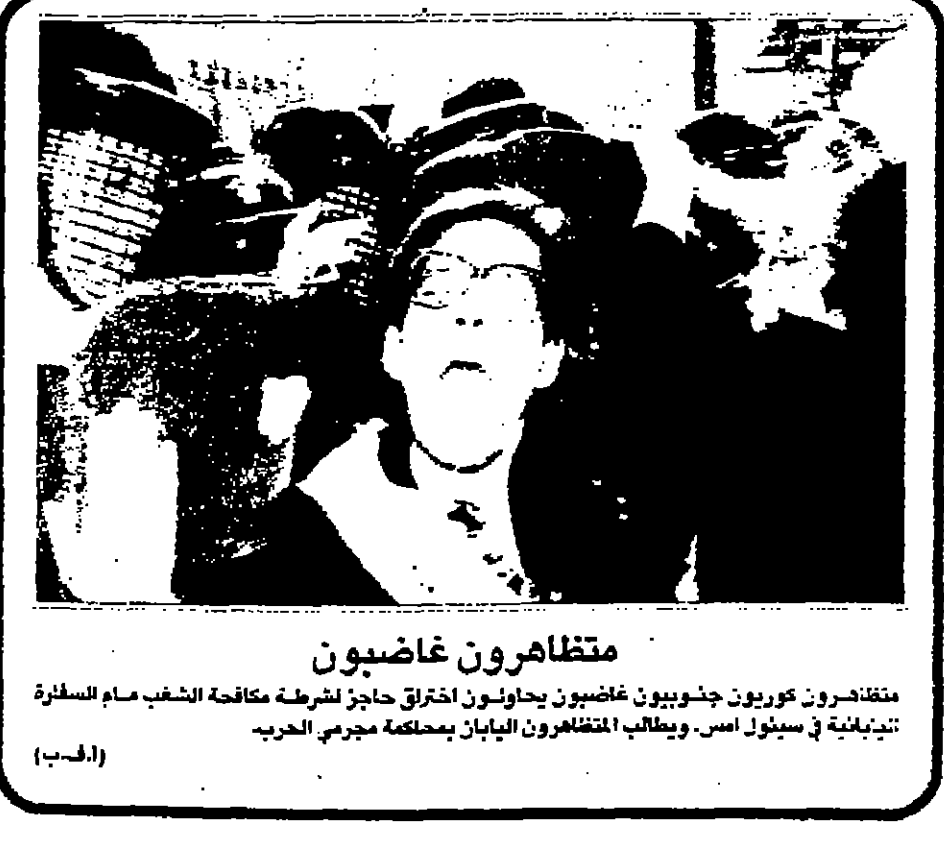 متظاهرون غاضبون
متظاهرون كوريون جنوبيون غاضبون يحاولون اختراق حاجز لشرطة مكافحة الشغب امام السفارة
اليابانية في سيئول امس. ويطالب المتظاهرون اليابان بمحاكمة مجرمي الحرب.
(أ.ف.ب)